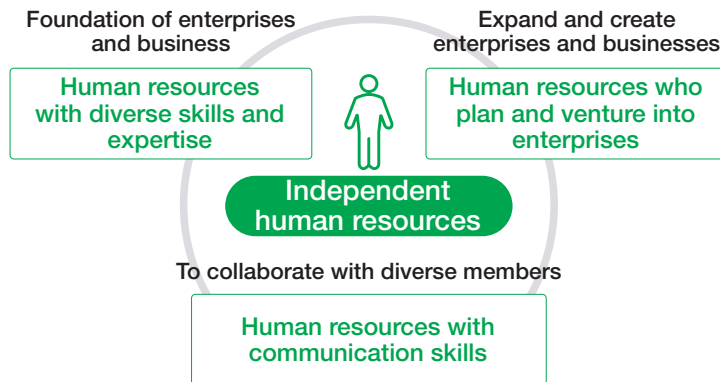 Foundation of enterprises
and business
Human resources
with diverse skills and
expertise
Expand and create
enterprises and businesses
Human resources who
plan and venture into
enterprises
Independent
human resources
To collaborate with diverse members
Human resources with
communication skills